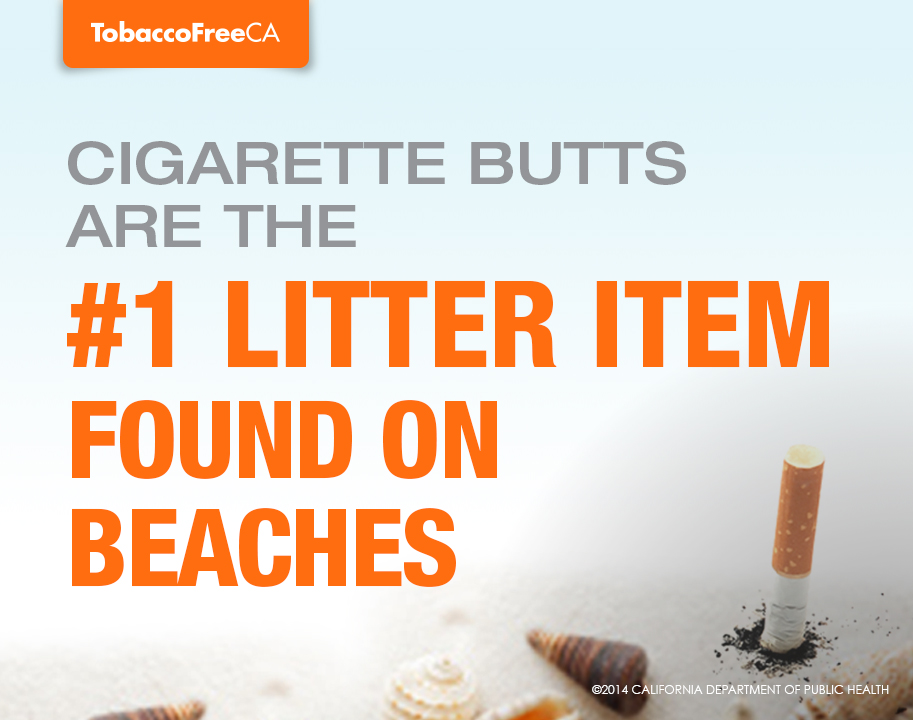 TobaccoFreeCA
CIGARETTE BUTTS
ARE THE
#1 LITTER ITEM
FOUND ON
BEACHES
©2014 CALIFORNIA DEPARTMENT OF PUBLIC HEALTH